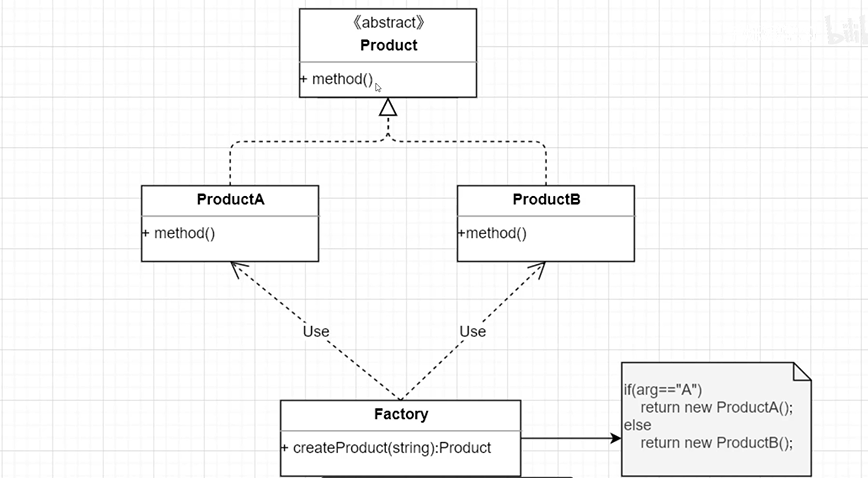 《abstract》
Product
+ method()
ProductA
+ method()
ProductB
+method()
Use
Use
Factory
+ createProduct(string):Product
if(arg=="A")
return new ProductA();
else
return new ProductB();